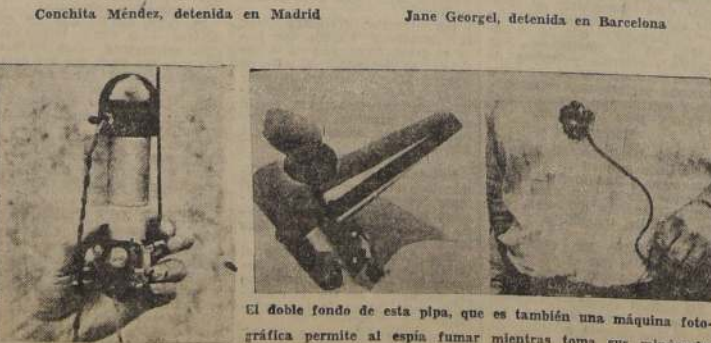 Conchita Méndez, detenida en Madrid
Jane Georgel, detenida en Barcelona
El doble fondo de esta pipa, que es también una máquina foto-
gráfica permite al espía fumar mientras toma sus